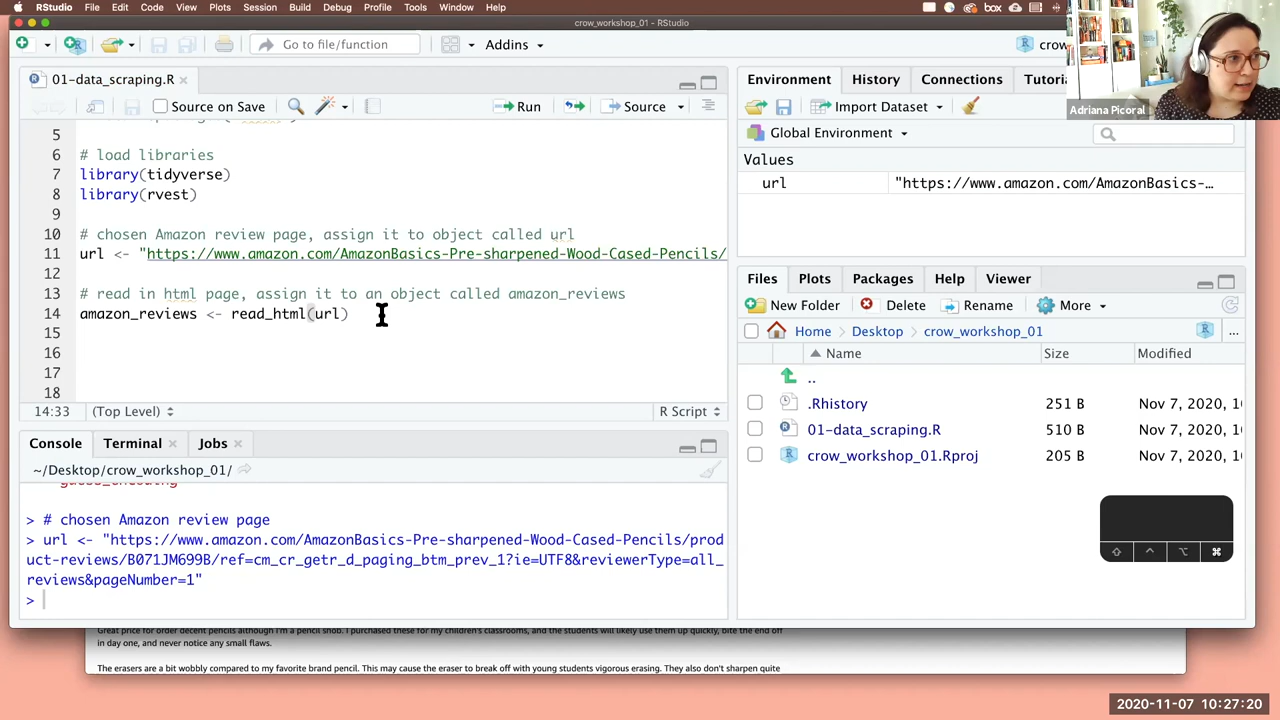 RStudio File Edit Code View Plots Session Build Debug Profile Tools Window Help
box
crow_workshop_01 - RStudio
Go to file/function
Addins
Adriana Picoral
01-data_scraping.R
Source on Save
Run
Source
5
6 # load libraries
7 library(tidyverse)
8 library(rvest)
9
10 # chosen Amazon review page, assign it to object called url
11 url <- "https://www.amazon.com/AmazonBasics-Pre-sharpened-Wood-Cased-Pencils/
12
13 # read in html page, assign it to an object called amazon_reviews
14 amazon_reviews <- read_html(url)
15
16
17
18
14:33 (Top Level) R Script
Console Terminal Jobs
~/Desktop/crow_workshop_01/
guess_encoding
> # chosen Amazon review page
> url <- "https://www.amazon.com/AmazonBasics-Pre-sharpened-Wood-Cased-Pencils/prod
uct-reviews/B071JM699B/ref=cm_cr_getr_d_paging_btm_prev_1?ie=UTF8&reviewerType=all_
reviews&pageNumber=1"
>
Environment History Connections Tutoria
Import Dataset
Global Environment
Values
url "https://www.amazon.com/AmazonBasics-…
Files Plots Packages Help Viewer
New Folder Delete Rename More
Home Desktop crow_workshop_01 ...
Name Size Modified
..
.Rhistory 251 B Nov 7, 2020, 1
01-data_scraping.R 510 B Nov 7, 2020, 1
crow_workshop_01.Rproj 205 B Nov 7, 2020, 1
Great price for order decent pencils although I'm a pencil snob. I purchased these for my children's classrooms, and the students will likely use them up quickly, bite the end off
in day one, and never notice any small flaws.
The erasers are a bit wobbly compared to my favorite brand pencil. This may cause the eraser to break off with young students vigorous erasing. They also don't sharpen quite
2020-11-07 10:27:20